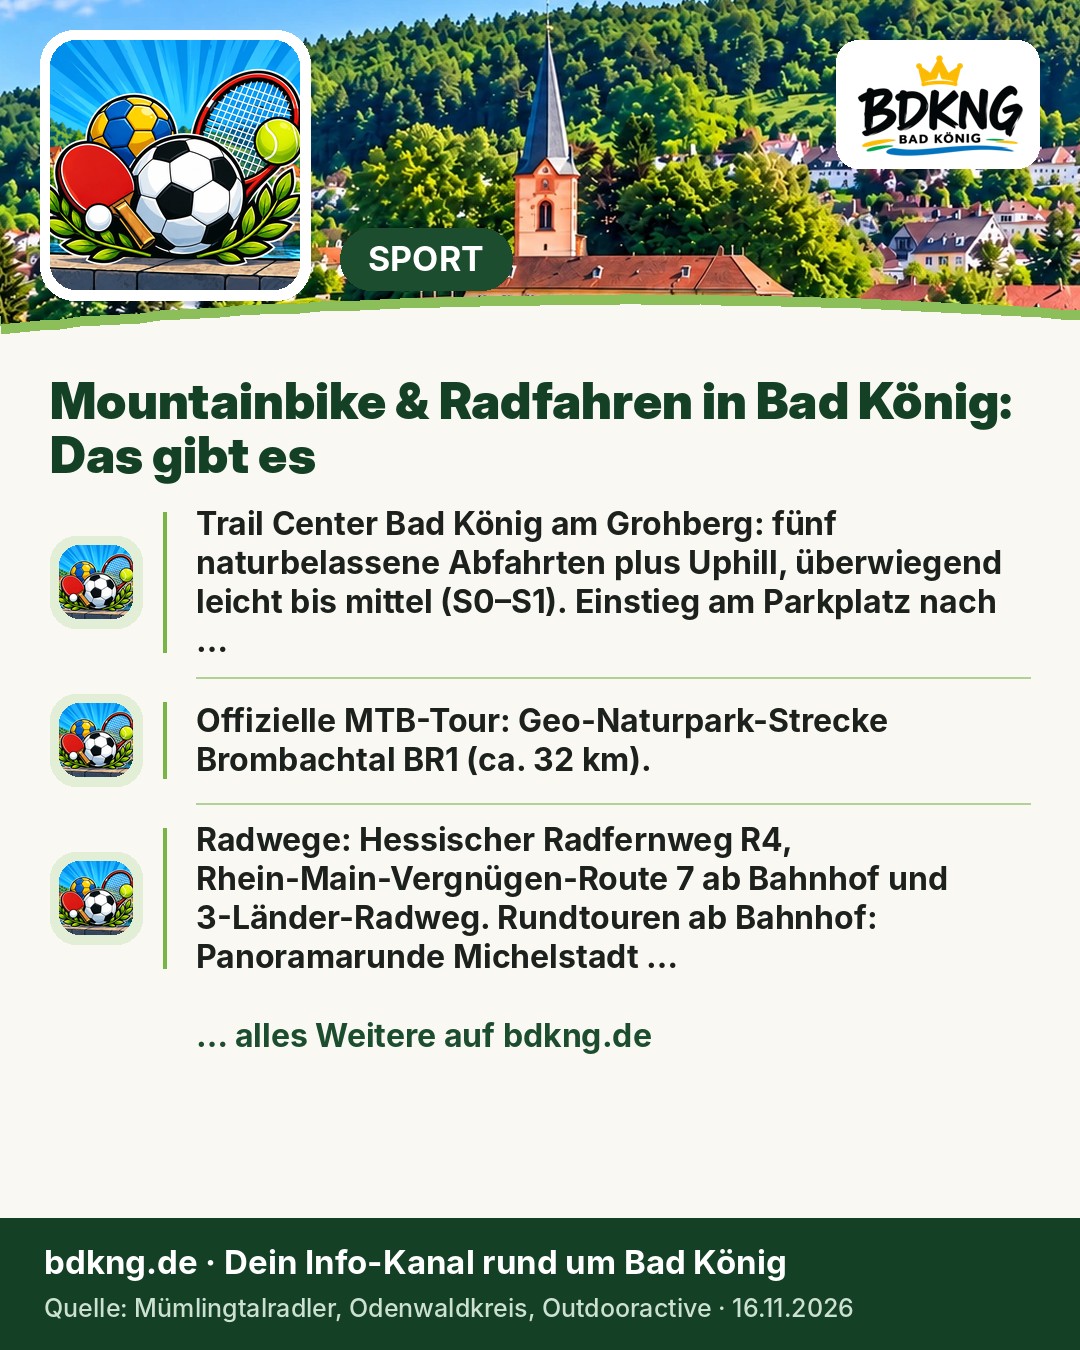 BDKNG
BAD KÖNIG
SPORT
Mountainbike & Radfahren in Bad König:
Das gibt es
Trail Center Bad König am Grohberg: fünf
naturbelassene Abfahrten plus Uphill, überwiegend
leicht bis mittel (S0–S1). Einstieg am Parkplatz nach
…
Offizielle MTB-Tour: Geo-Naturpark-Strecke
Brombachtal BR1 (ca. 32 km).
Radwege: Hessischer Radfernweg R4,
Rhein-Main-Vergnügen-Route 7 ab Bahnhof und
3-Länder-Radweg. Rundtouren ab Bahnhof:
Panoramarunde Michelstadt …
… alles Weitere auf bdkng.de
bdkng.de · Dein Info-Kanal rund um Bad König
Quelle: Mümlingtalradler, Odenwaldkreis, Outdooractive · 16.11.2026